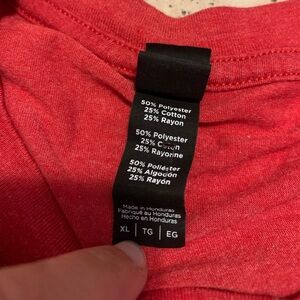 50% Polyester
25% Cotton
25% Rayon
50% Polyester
25% Coton
25% Rayonne
50% Poliéster
25% Algodón
25% Rayón
Made in Honduras
Fabriqué au Honduras
Hecho en Honduras
XL | TG | EG